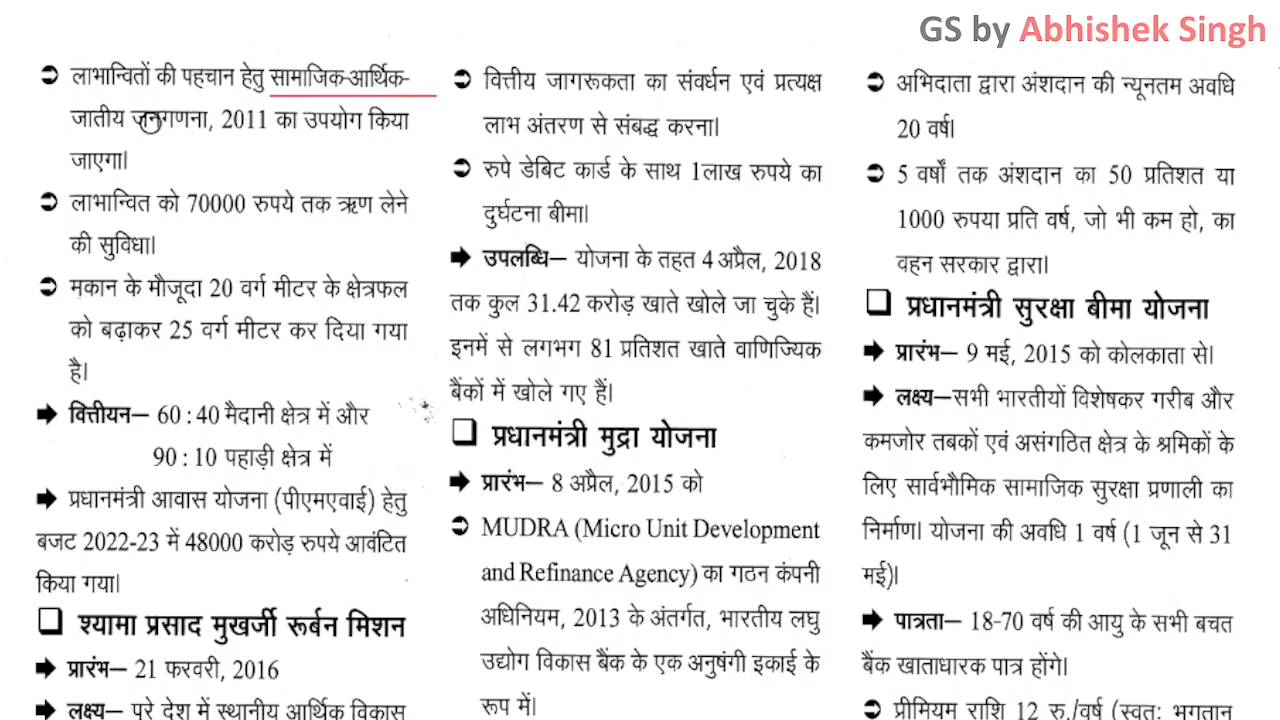 GS by Abhishek Singh
➲ लाभान्वितों की पहचान हेतु सामाजिक-आर्थिक-
जातीय जनगणना, 2011 का उपयोग किया
जाएगा।
➲ लाभान्वित को 70000 रुपये तक ऋण लेने
की सुविधा।
➲ मकान के मौजूदा 20 वर्ग मीटर के क्षेत्रफल
को बढ़ाकर 25 वर्ग मीटर कर दिया गया
है।
➡ वित्तीयन— 60 : 40 मैदानी क्षेत्र में और
90 : 10 पहाड़ी क्षेत्र में
➡ प्रधानमंत्री आवास योजना (पीएमएवाई) हेतु
बजट 2022-23 में 48000 करोड़ रुपये आवंटित
किया गया।
❑ श्यामा प्रसाद मुखर्जी रूर्बन मिशन
➡ प्रारंभ— 21 फरवरी, 2016
➡ लक्ष्य— पूरे देश में स्थानीय आर्थिक विकास
➲ वित्तीय जागरूकता का संवर्धन एवं प्रत्यक्ष
लाभ अंतरण से संबद्ध करना।
➲ रुपे डेबिट कार्ड के साथ 1लाख रुपये का
दुर्घटना बीमा।
➡ उपलब्धि— योजना के तहत 4 अप्रैल, 2018
तक कुल 31.42 करोड़ खाते खोले जा चुके हैं।
इनमें से लगभग 81 प्रतिशत खाते वाणिज्यिक
बैंकों में खोले गए हैं।
❑ प्रधानमंत्री मुद्रा योजना
➡ प्रारंभ— 8 अप्रैल, 2015 को
➲ MUDRA (Micro Unit Development
and Refinance Agency) का गठन कंपनी
अधिनियम, 2013 के अंतर्गत, भारतीय लघु
उद्योग विकास बैंक के एक अनुषंगी इकाई के
रूप में।
➲ अभिदाता द्वारा अंशदान की न्यूनतम अवधि
20 वर्ष।
➲ 5 वर्षों तक अंशदान का 50 प्रतिशत या
1000 रुपया प्रति वर्ष, जो भी कम हो, का
वहन सरकार द्वारा।
❑ प्रधानमंत्री सुरक्षा बीमा योजना
➡ प्रारंभ— 9 मई, 2015 को कोलकाता से।
➡ लक्ष्य—सभी भारतीयों विशेषकर गरीब और
कमजोर तबकों एवं असंगठित क्षेत्र के श्रमिकों के
लिए सार्वभौमिक सामाजिक सुरक्षा प्रणाली का
निर्माण। योजना की अवधि 1 वर्ष (1 जून से 31
मई)।
➡ पात्रता— 18-70 वर्ष की आयु के सभी बचत
बैंक खाताधारक पात्र होंगे।
➲ प्रीमियम राशि 12 रु./वर्ष (स्वतः भुगतान